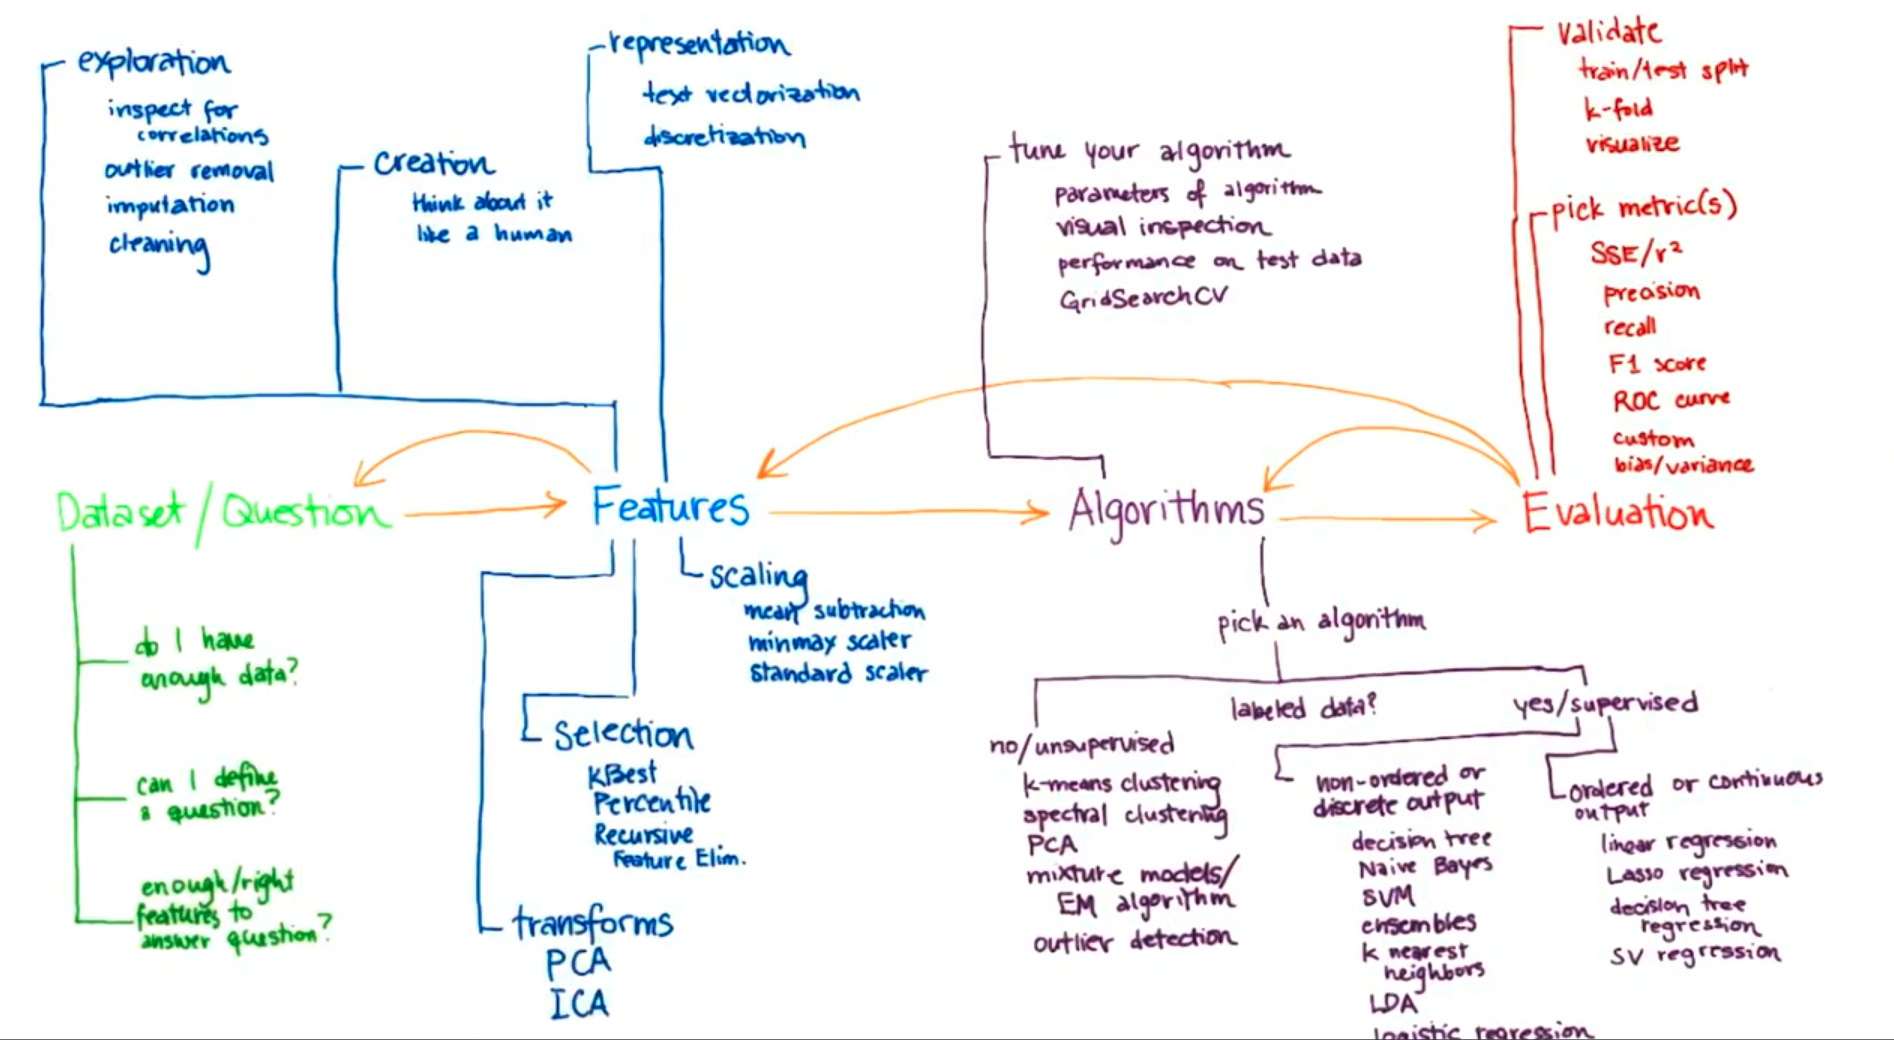 exploration
inspect for
correlations
outlier removal
imputation
cleaning
creation
think about it
like a human
representation
text vectorization
discretization
tune your algorithm
parameters of algorithm
visual inspection
performance on test data
GridSearchCV
validate
train/test split
k-fold
visualize
pick metric(s)
SSE/r²
precision
recall
F1 score
ROC curve
custom
bias/variance
Dataset/Question
Features
Algorithms
Evaluation
do I have
enough data?
can I define
a question?
enough/right
features to
answer question?
scaling
mean subtraction
minmax scaler
standard scaler
Selection
KBest
Percentile
Recursive
Feature Elim.
transforms
PCA
ICA
pick an algorithm
labeled data?
no/unsupervised
k-means clustering
spectral clustering
PCA
mixture models/
EM algorithm
outlier detection
yes/supervised
non-ordered or
discrete output
decision tree
Naive Bayes
SVM
ensembles
k nearest
neighbors
LDA
logistic regression
ordered or continuous
output
linear regression
Lasso regression
decision tree
regression
SV regression